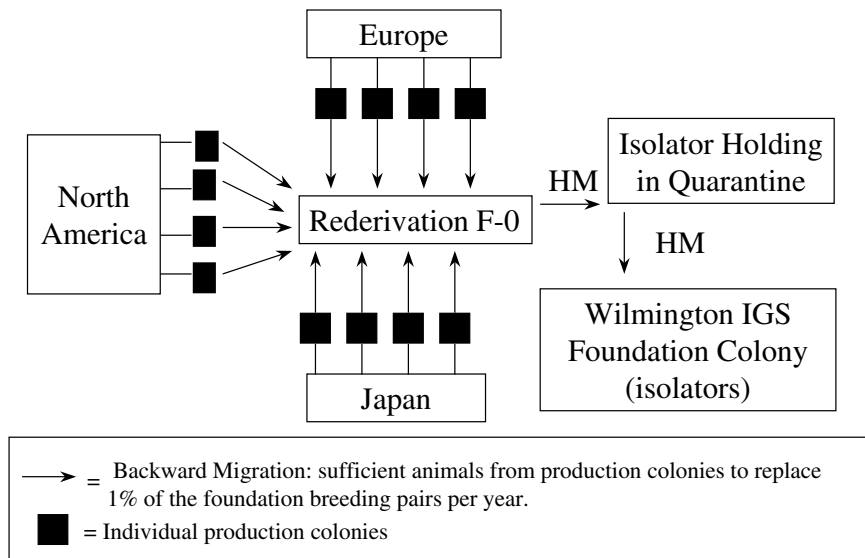 Europe
North
America
Rederivation F-0
HM
Isolator Holding
in Quarantine
HM
Wilmington IGS
Foundation Colony
(isolators)
Japan
= Backward Migration: sufficient animals from production colonies to replace
1% of the foundation breeding pairs per year.
= Individual production colonies